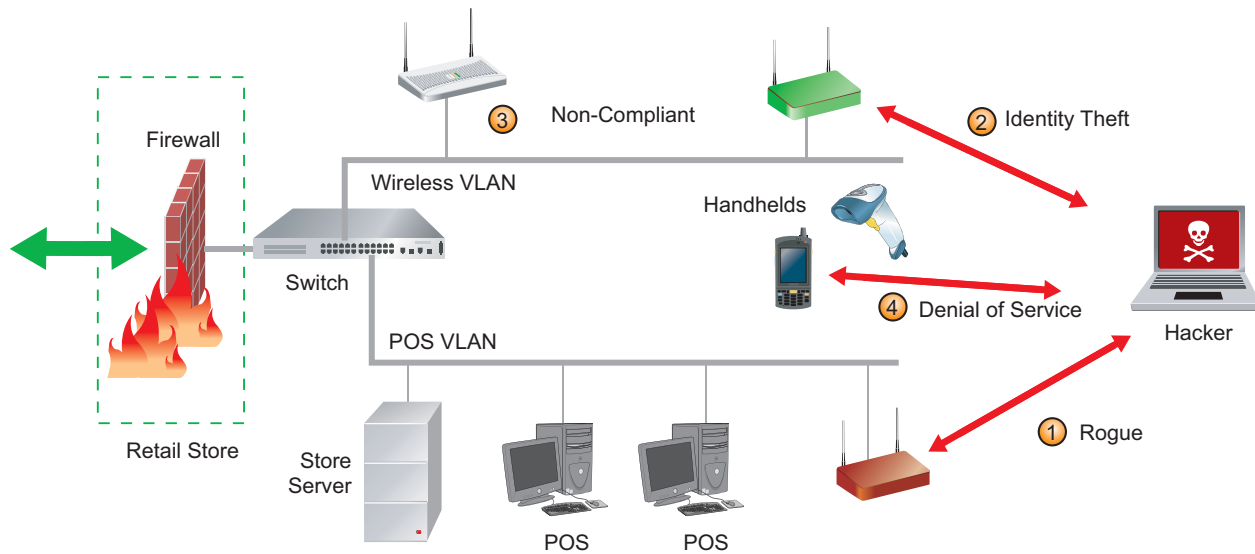 3
Non-Compliant
2
Identity Theft
Firewall
Wireless VLAN
Handhelds
Switch
4
Denial of Service
Hacker
POS VLAN
1
Rogue
Retail Store
Store
Server
POS
POS